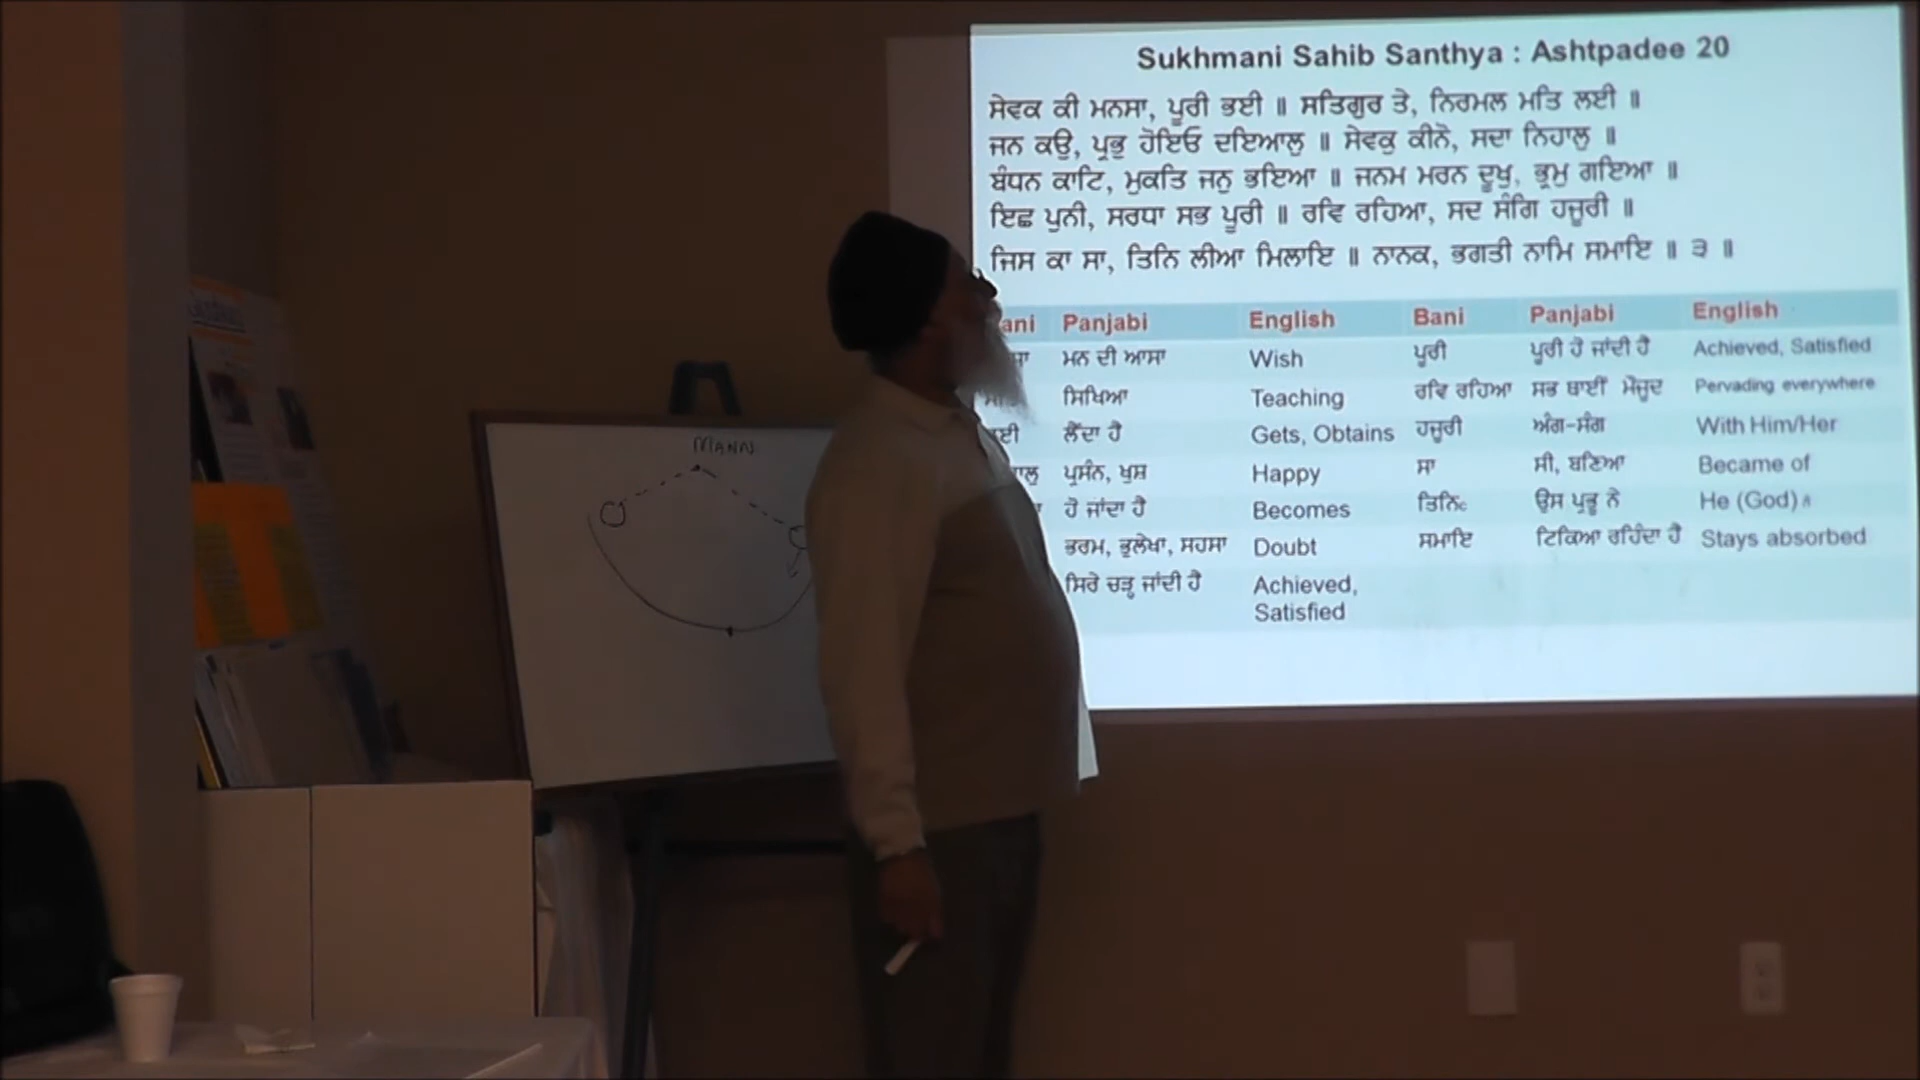 Sukhmani Sahib Santhya : Ashtpadee 20
ਸੇਵਕ ਕੀ ਮਨਸਾ, ਪੂਰੀ ਭਈ ॥ ਸਤਿਗੁਰ ਤੇ, ਨਿਰਮਲ ਮਤਿ ਲਈ ॥
ਜਨ ਕਉ, ਪ੍ਰਭੁ ਹੋਇਓ ਦਇਆਲੁ ॥ ਸੇਵਕੁ ਕੀਨੋ, ਸਦਾ ਨਿਹਾਲੁ ॥
ਬੰਧਨ ਕਾਟਿ, ਮੁਕਤਿ ਜਨੁ ਭਇਆ ॥ ਜਨਮ ਮਰਨ ਦੂਖੁ, ਭ੍ਰਮੁ ਗਇਆ ॥
ਇਛ ਪੁਨੀ, ਸਰਧਾ ਸਭ ਪੂਰੀ ॥ ਰਵਿ ਰਹਿਆ, ਸਦ ਸੰਗਿ ਹਜੂਰੀ ॥
ਜਿਸ ਕਾ ਸਾ, ਤਿਨਿ ਲੀਆ ਮਿਲਾਇ ॥ ਨਾਨਕ, ਭਗਤੀ ਨਾਮਿ ਸਮਾਇ ॥ ੩ ॥
ani Panjabi English Bani Panjabi English
ਸਾ ਮਨ ਦੀ ਆਸਾ Wish ਪੂਰੀ ਪੂਰੀ ਹੋ ਜਾਂਦੀ ਹੈ Achieved, Satisfied
ਸਿਖਿਆ Teaching ਰਵਿ ਰਹਿਆ ਸਭ ਥਾਈਂ ਮੌਜੂਦ Pervading everywhere
ਲਈ ਲੈਂਦਾ ਹੈ Gets, Obtains ਹਜੂਰੀ ਅੰਗ-ਸੰਗ With Him/Her
ਾਲੁ ਪ੍ਰਸੰਨ, ਖੁਸ਼ Happy ਸਾ ਸੀ, ਬਣਿਆ Became of
ਹੋ ਜਾਂਦਾ ਹੈ Becomes ਤਿਨਿ ਉਸ ਪ੍ਰਭੂ ਨੇ He (God)
ਭਰਮ, ਭੁਲੇਖਾ, ਸਹਸਾ Doubt ਸਮਾਇ ਟਿਕਿਆ ਰਹਿੰਦਾ ਹੈ Stays absorbed
ਸਿਰੇ ਚੜ੍ਹ ਜਾਂਦੀ ਹੈ Achieved,
Satisfied
MANN